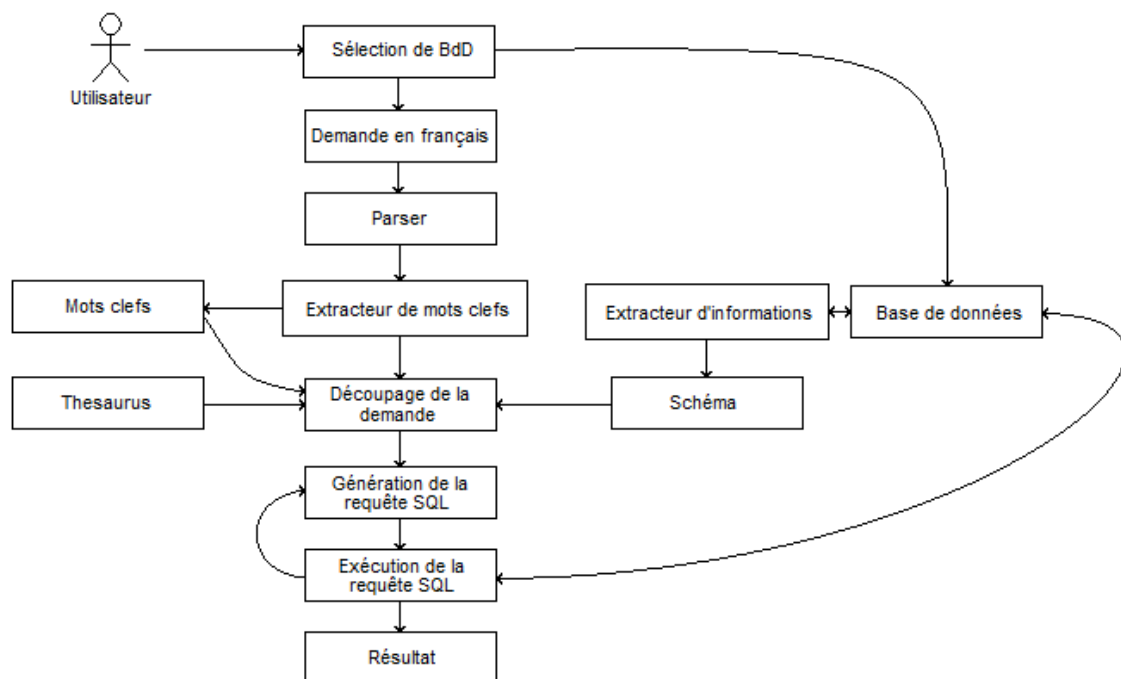 Sélection de BdD
Utilisateur
Demande en français
Parser
Mots clefs
Extracteur de mots clefs
Extracteur d'informations
Base de données
Thesaurus
Découpage de la
demande
Schéma
Génération de la
requête SQL
Exécution de la
requête SQL
Résultat